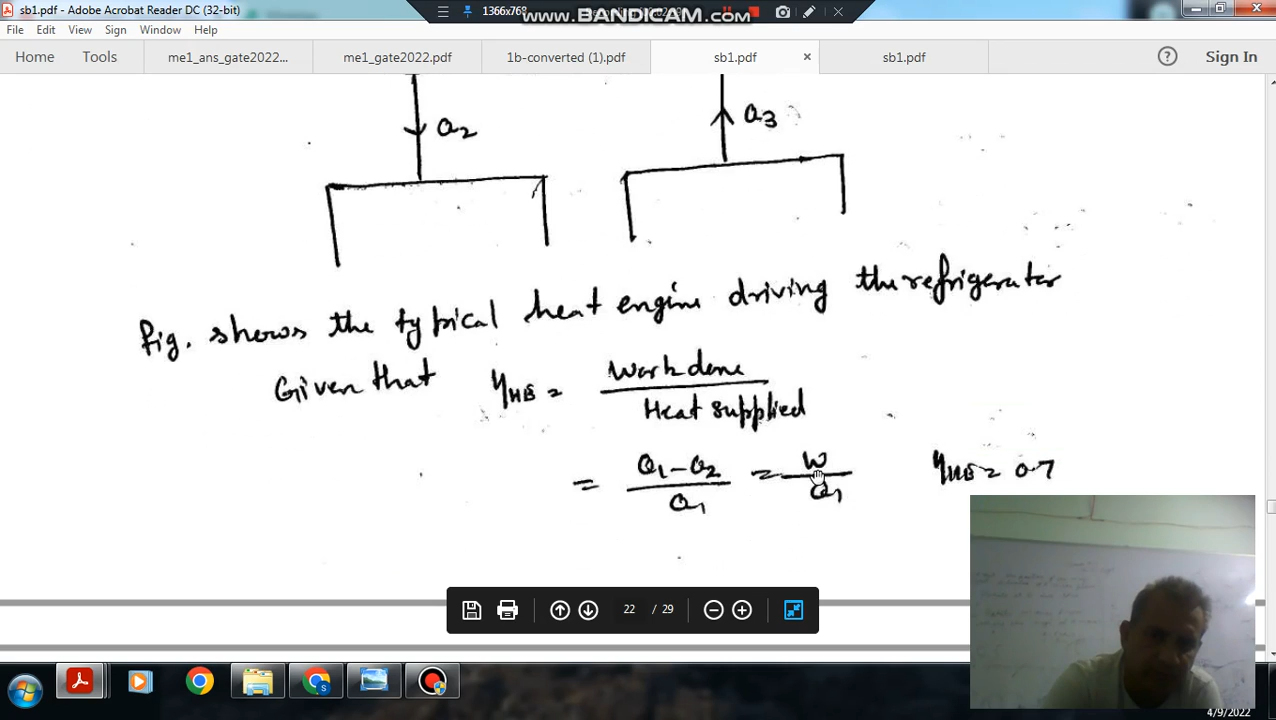 sb1.pdf - Adobe Acrobat Reader DC (32-bit)
1366x768
www.BANDICAM.com
File Edit View Sign Window Help
Home Tools me1_ans_gate2022... me1_gate2022.pdf 1b-converted (1).pdf sb1.pdf × sb1.pdf ? Sign In
Q2
Q3
Fig. shows the typical heat engine driving the refrigerator
Given that ηHE = Work done
Heat supplied
= Q1-Q2 = W ηHE = 0.7
Q1 Q1
22 / 29
4/9/2022